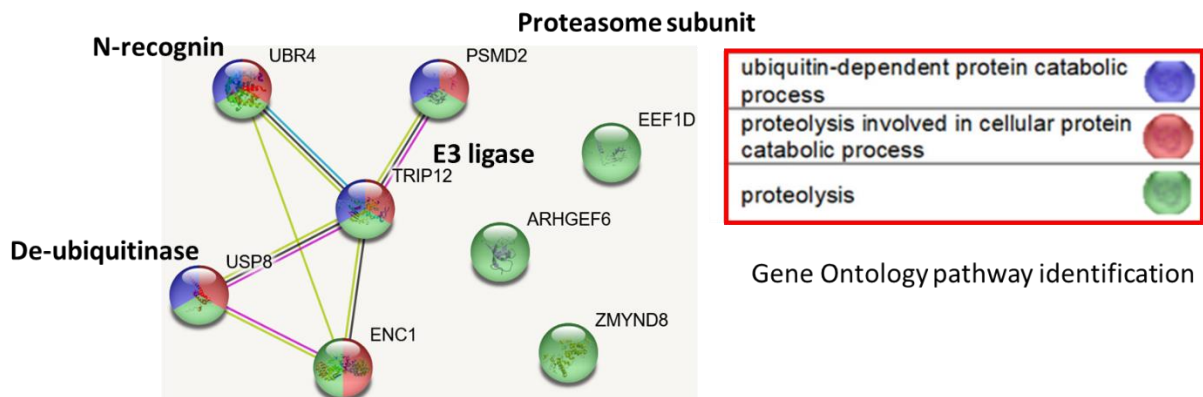 Proteasome subunit
N-recognin
UBR4
PSMD2
EEF1D
E3 ligase
TRIP12
ARHGEF6
De-ubiquitinase
USP8
ENC1
ZMYND8
ubiquitin-dependent protein catabolic
process
proteolysis involved in cellular protein
catabolic process
proteolysis
Gene Ontology pathway identification